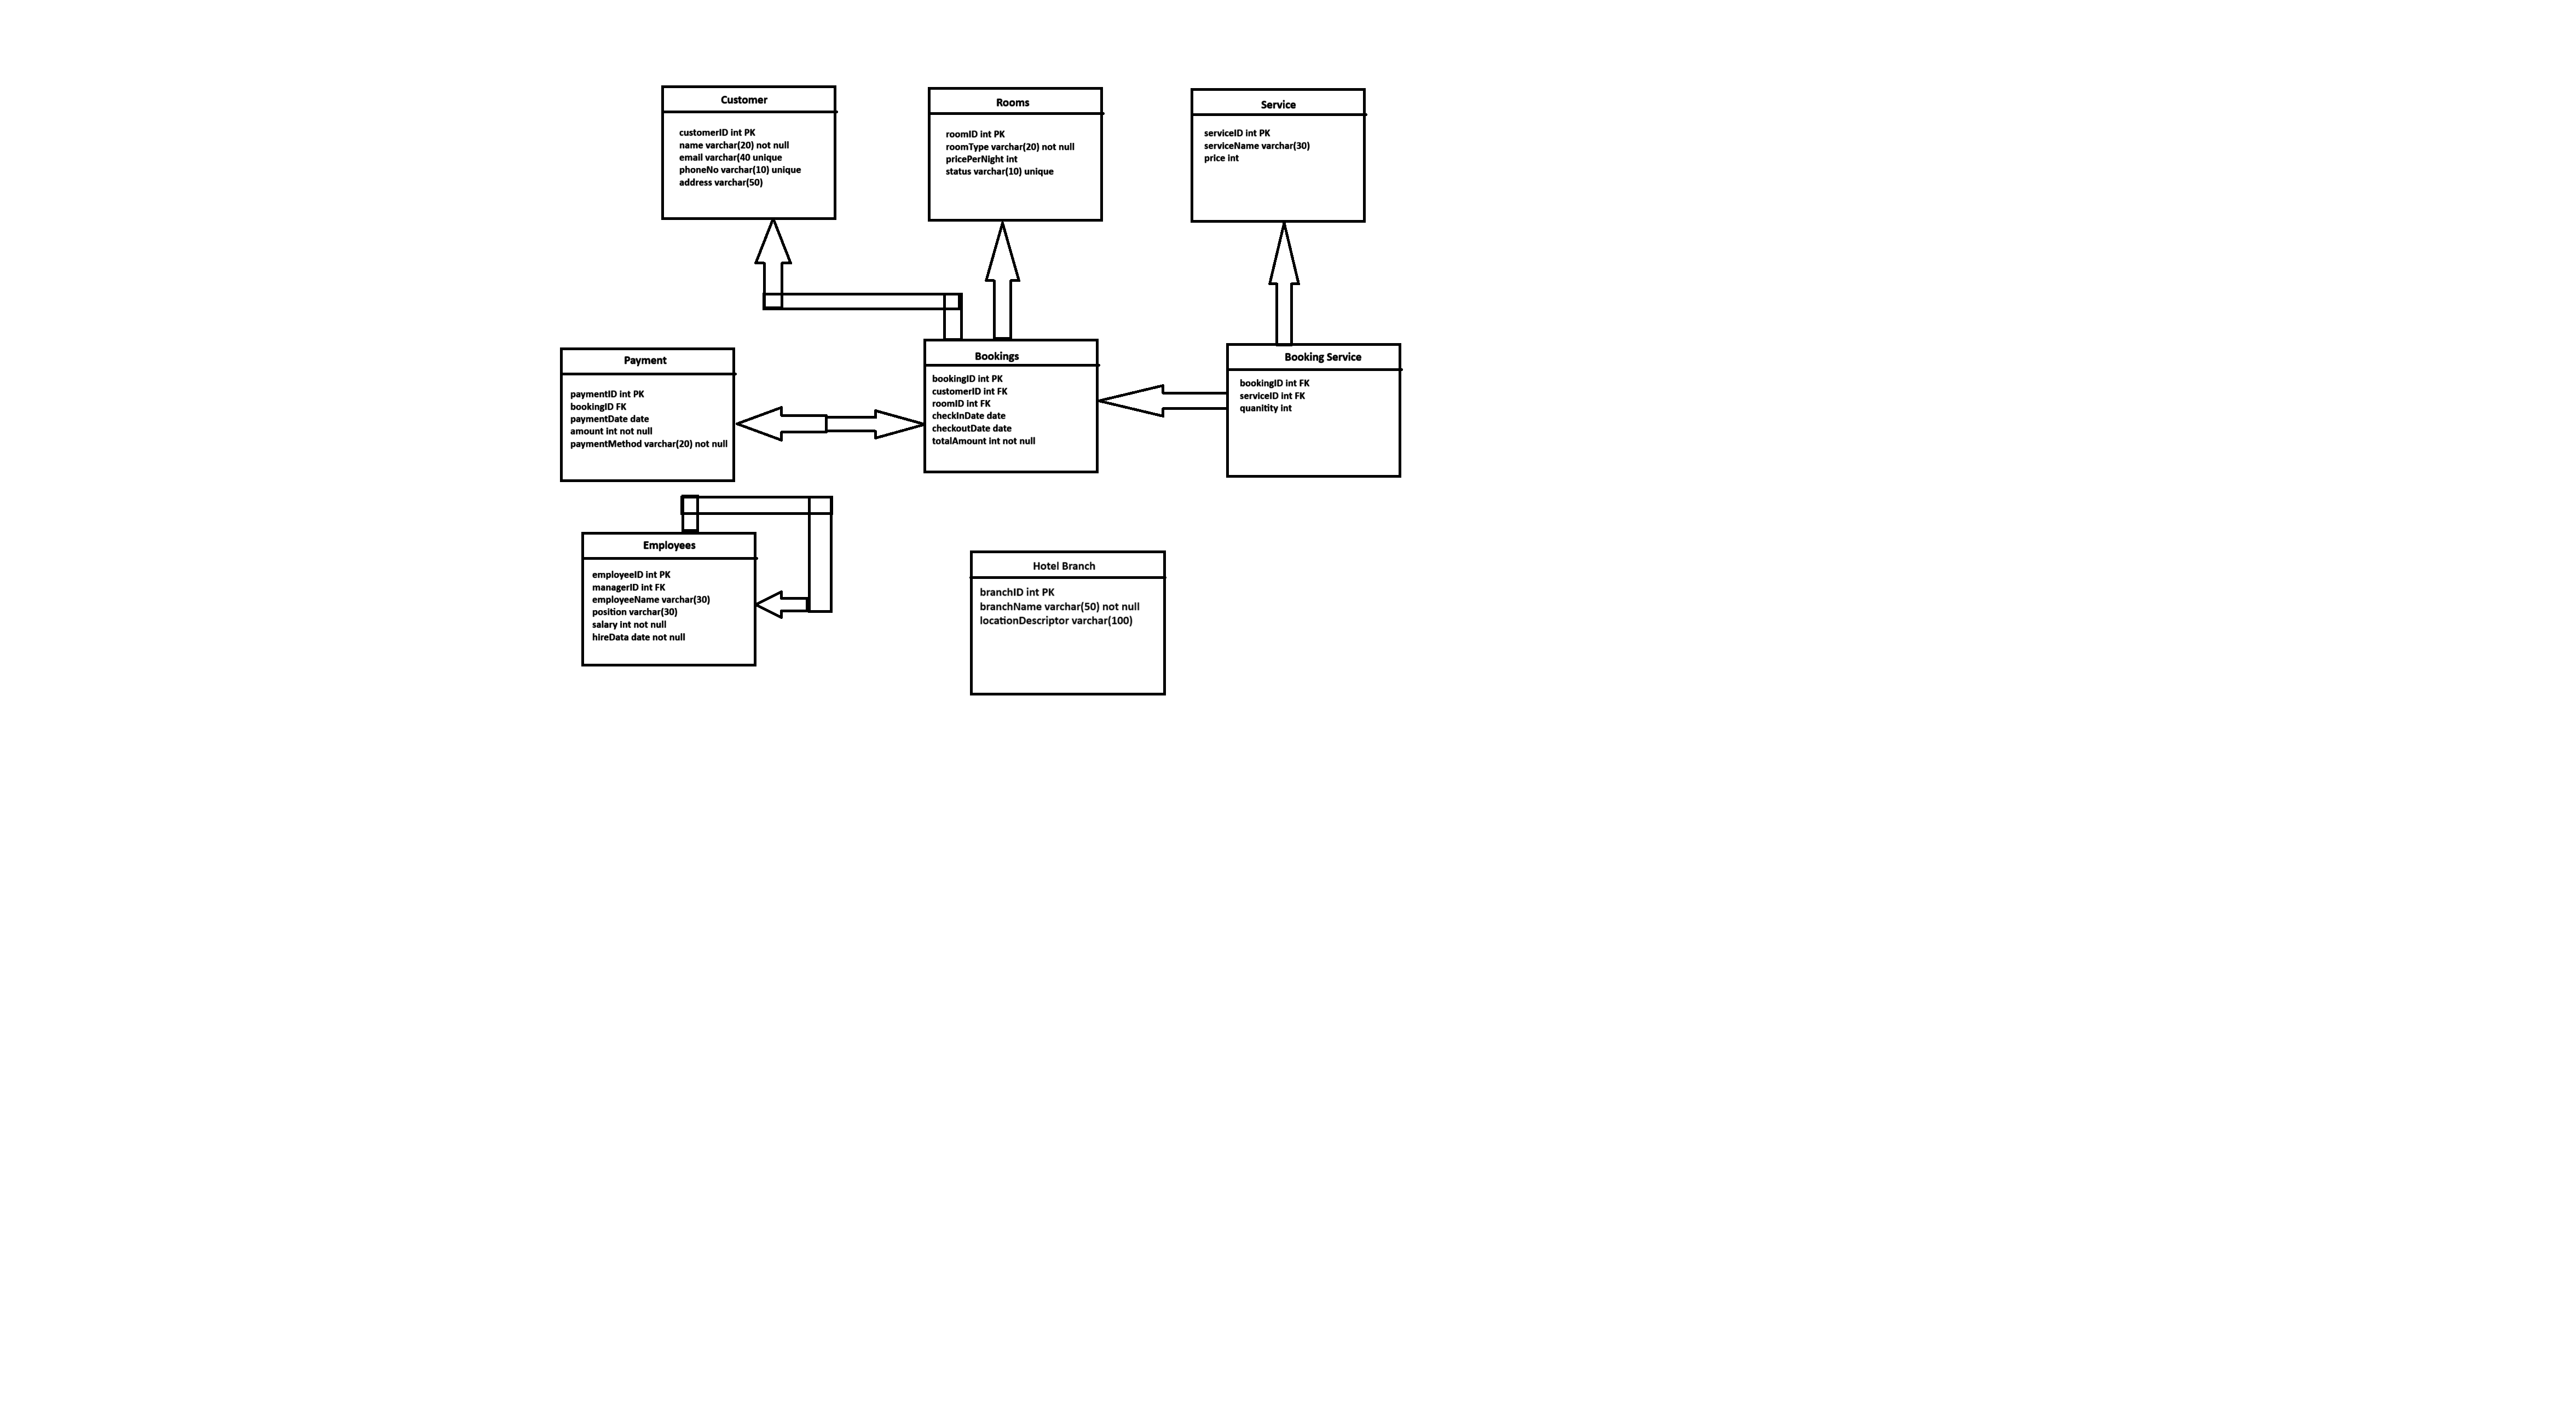 Customer
customerID int PK
name varchar(20) not null
email varchar(40 unique
phoneNo varchar(10) unique
address varchar(50)
Rooms
roomID int PK
roomType varchar(20) not null
pricePerNight int
status varchar(10) unique
Service
serviceID int PK
serviceName varchar(30)
price int
Payment
paymentID int PK
bookingID FK
paymentDate date
amount int not null
paymentMethod varchar(20) not null
Bookings
bookingID int PK
customerID int FK
roomID int FK
checkInDate date
checkoutDate date
totalAmount int not null
Booking Service
bookingID int FK
serviceID int FK
quanitity int
Employees
employeeID int PK
managerID int FK
employeeName varchar(30)
position varchar(30)
salary int not null
hireData date not null
Hotel Branch
branchID int PK
branchName varchar(50) not null
locationDescriptor varchar(100)